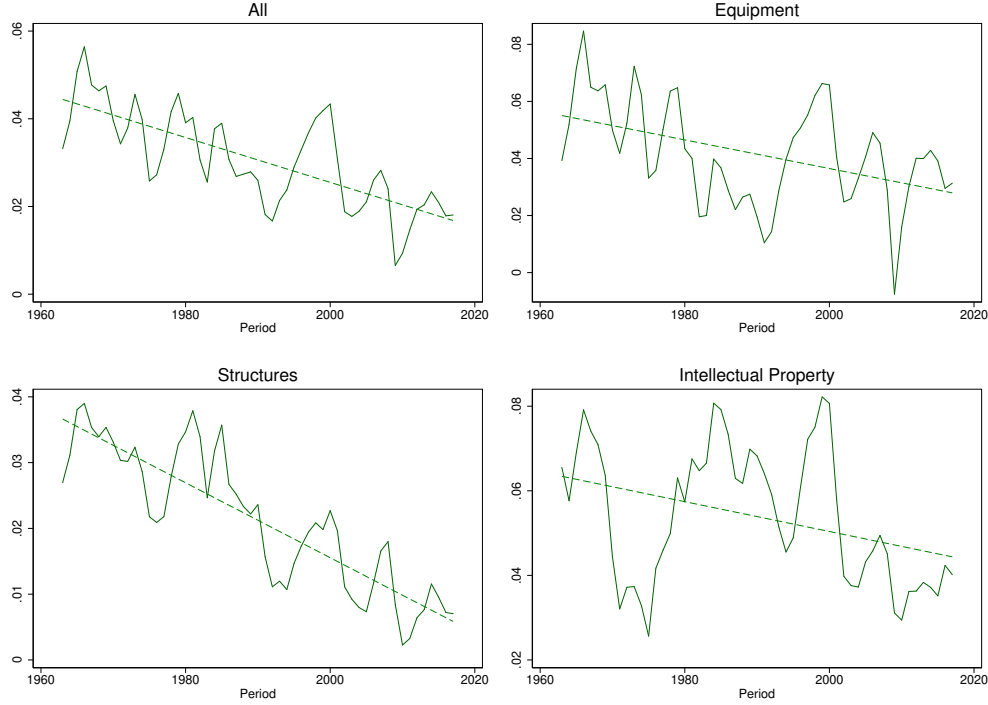 All
.06
.04
.02
0
1960 1980 2000 2020
Period
Equipment
.08
.06
.04
.02
0
1960 1980 2000 2020
Period
Structures
.04
.03
.02
.01
0
1960 1980 2000 2020
Period
Intellectual Property
.08
.06
.04
.02
1960 1980 2000 2020
Period